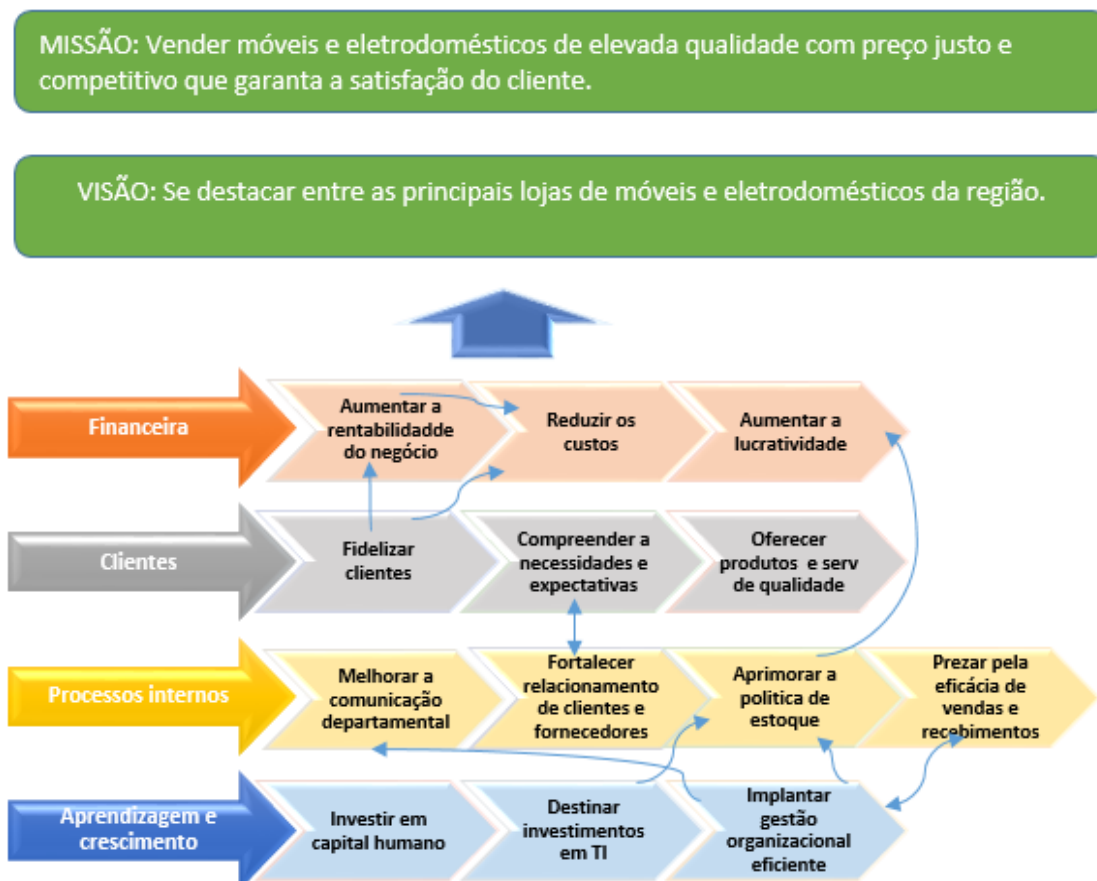 MISSÃO: Vender móveis e eletrodomésticos de elevada qualidade com preço justo e
competitivo que garanta a satisfação do cliente.
VISÃO: Se destacar entre as principais lojas de móveis e eletrodomésticos da região.
Financeira
Aumentar a
rentabilidadde
do negócio
Reduzir os
custos
Aumentar a
lucratividade
Clientes
Fidelizar
clientes
Compreender a
necessidades e
expectativas
Oferecer
produtos e serv
de qualidade
Processos internos
Melhorar a
comunicação
departamental
Fortalecer
relacionamento
de clientes e
fornecedores
Aprimorar a
politica de
estoque
Prezar pela
eficácia de
vendas e
recebimentos
Aprendizagem e
crescimento
Investir em
capital humano
Destinar
investimentos
em TI
Implantar
gestão
organizacional
eficiente